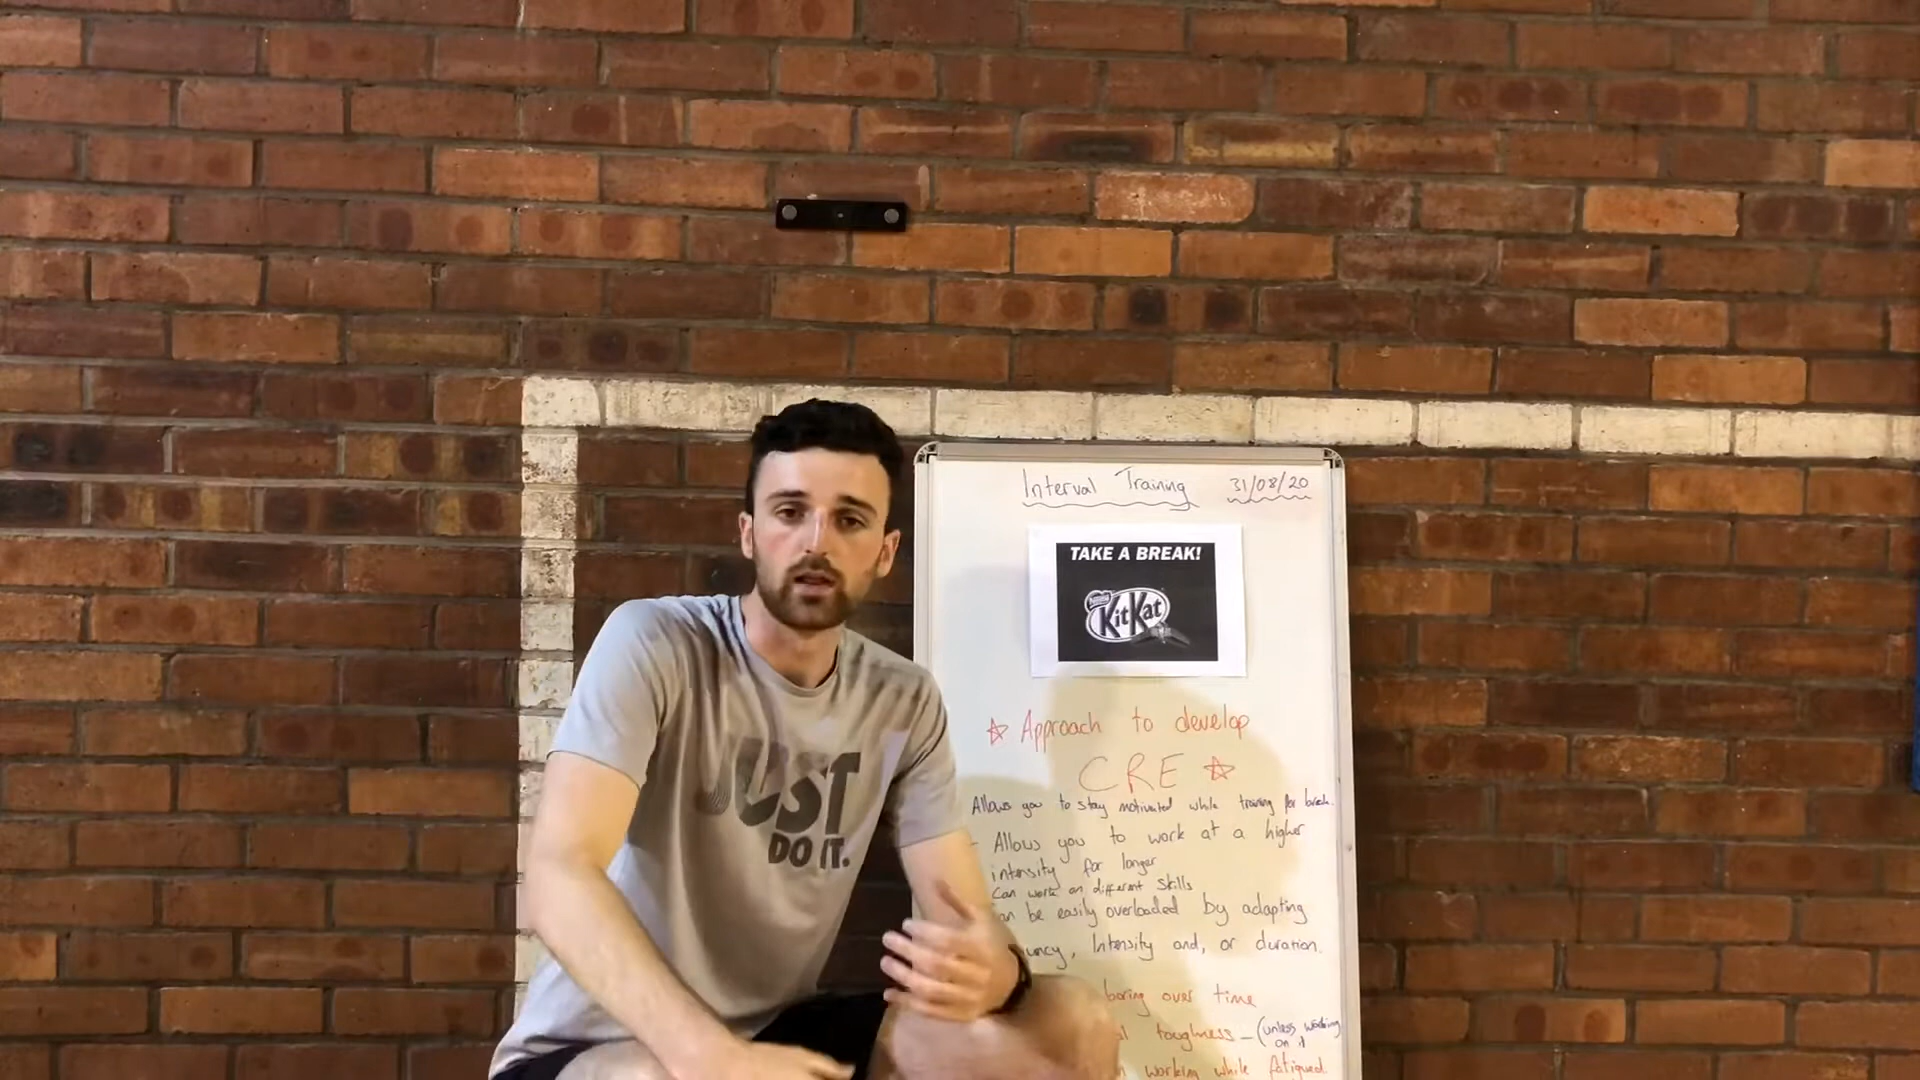 Interval Training 31/08/20
TAKE A BREAK!
Nestle
KitKat
Approach to develop
CRE
Allows you to stay motivated while training for break.
- Allows you to work at a higher
intensity for longer
Can work on different skills
be easily overloaded by adapting
Intensity and, or duration.
boring over time
toughness - (unless working
on it
working while fatigued
JUST
DO IT.